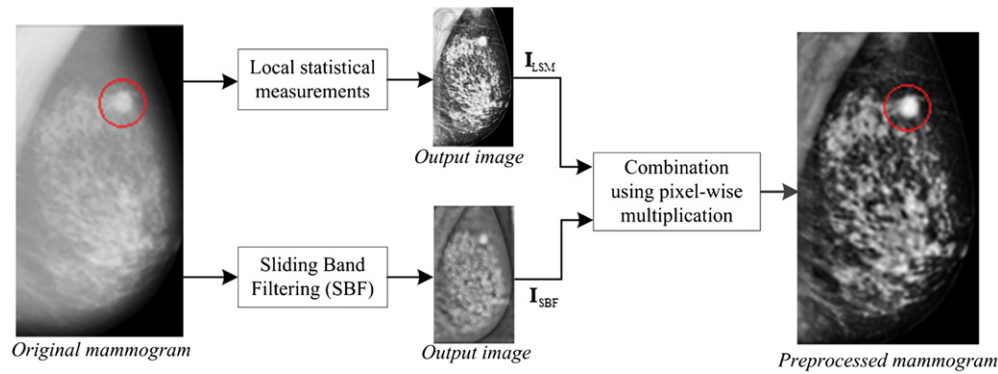 Original mammogram
Local statistical
measurements
Output image
I_LSM
Sliding Band
Filtering (SBF)
Output image
I_SBF
Combination
using pixel-wise
multiplication
Preprocessed mammogram